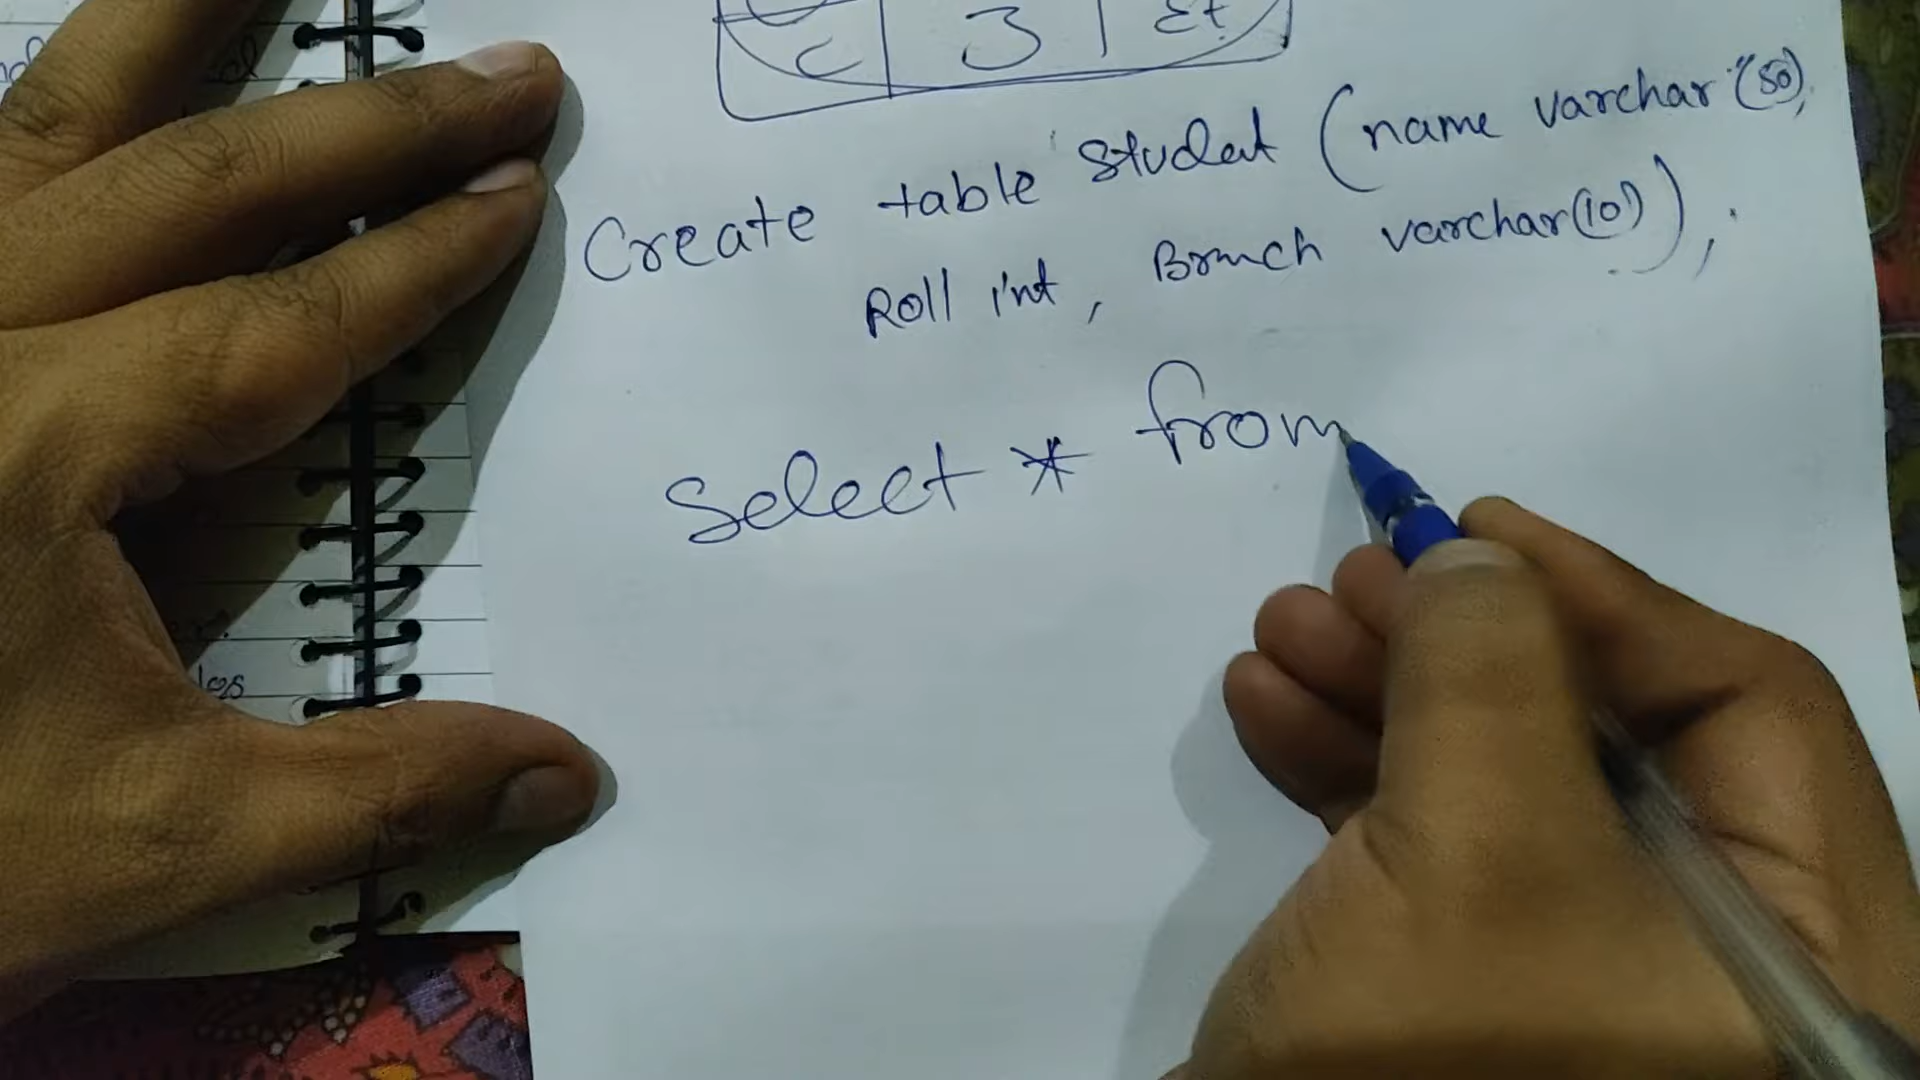 C 3 Et
Create table Student (name varchar (50),
Roll int, Branch varchar(10));
Select * from